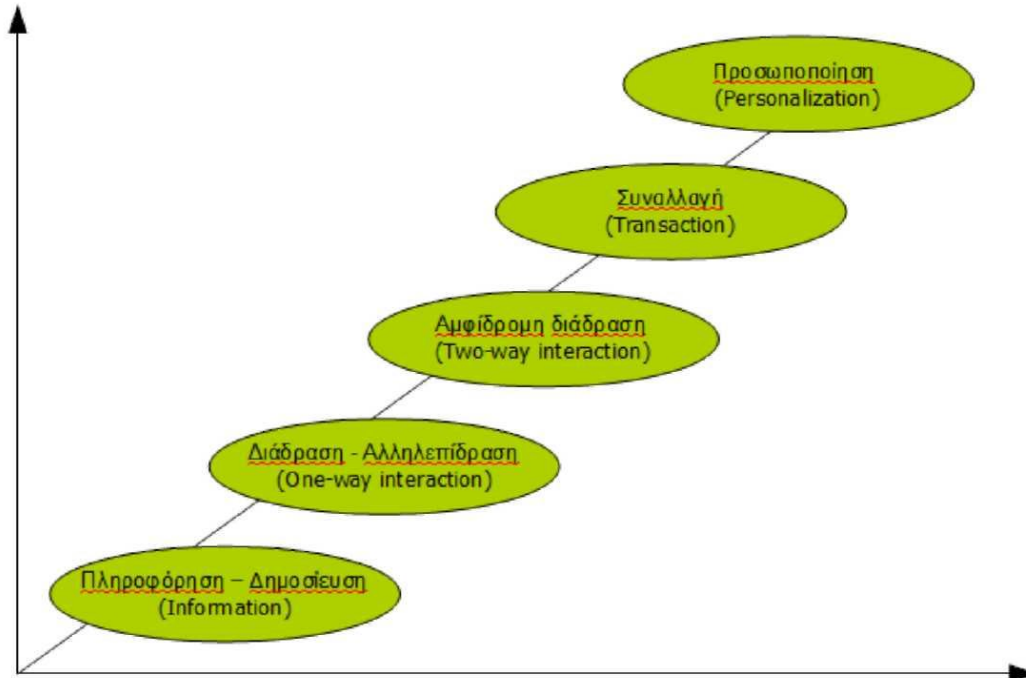 Προσωποποίηση
(Personalization)
Συναλλαγή
(Transaction)
Αμφίδρομη διάδραση
(Two-way interaction)
Διάδραση - Αλληλεπίδραση
(One-way interaction)
Πληροφόρηση – Δημοσίευση
(Information)